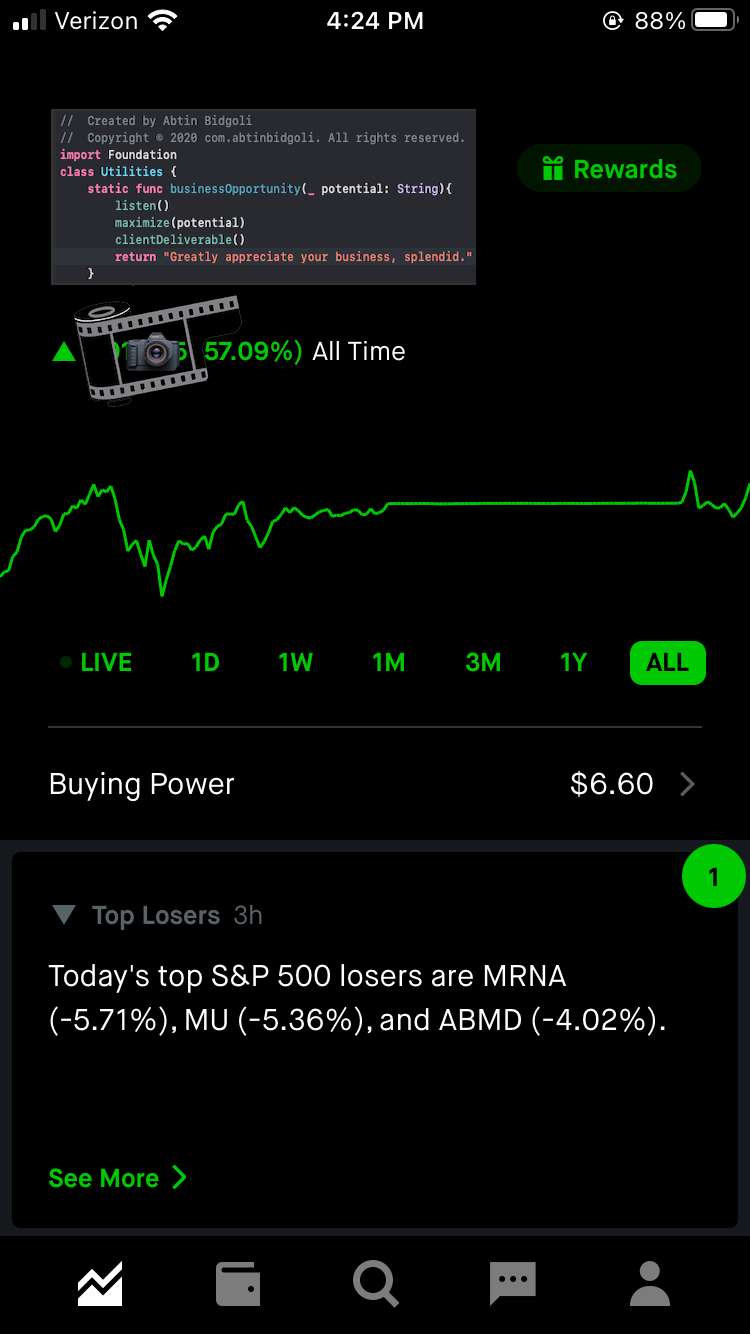 Verizon 4:24 PM 88%
// Created by Abtin Bidgoli
// Copyright © 2020 com.abtinbidgoli. All rights reserved.
import Foundation
class Utilities {
static func businessOpportunity(_ potential: String){
listen()
maximize(potential)
clientDeliverable()
return "Greatly appreciate your business, splendid."
}
Rewards
57.09%) All Time
LIVE 1D 1W 1M 3M 1Y ALL
Buying Power $6.60
1
Top Losers 3h
Today's top S&P 500 losers are MRNA
(-5.71%), MU (-5.36%), and ABMD (-4.02%).
See More